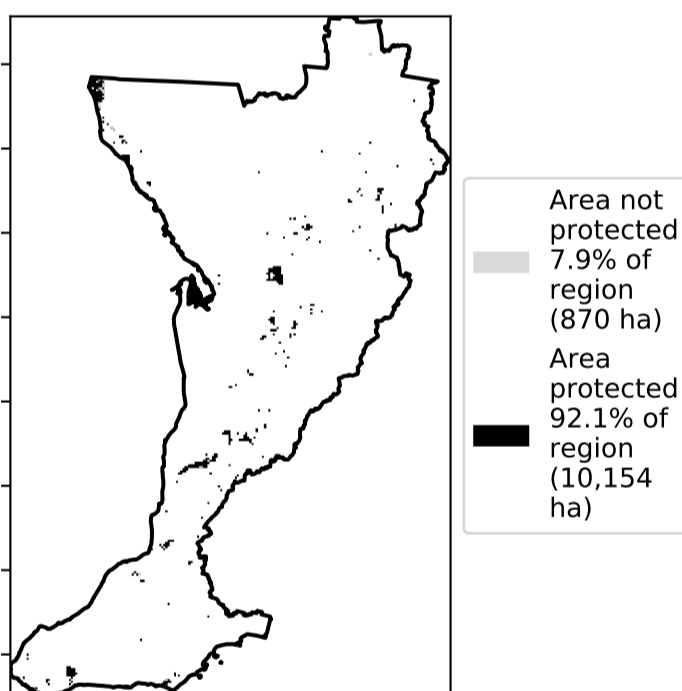 Area not
protected
7.9% of
region
(870 ha)
Area
protected
92.1% of
region
(10,154
ha)